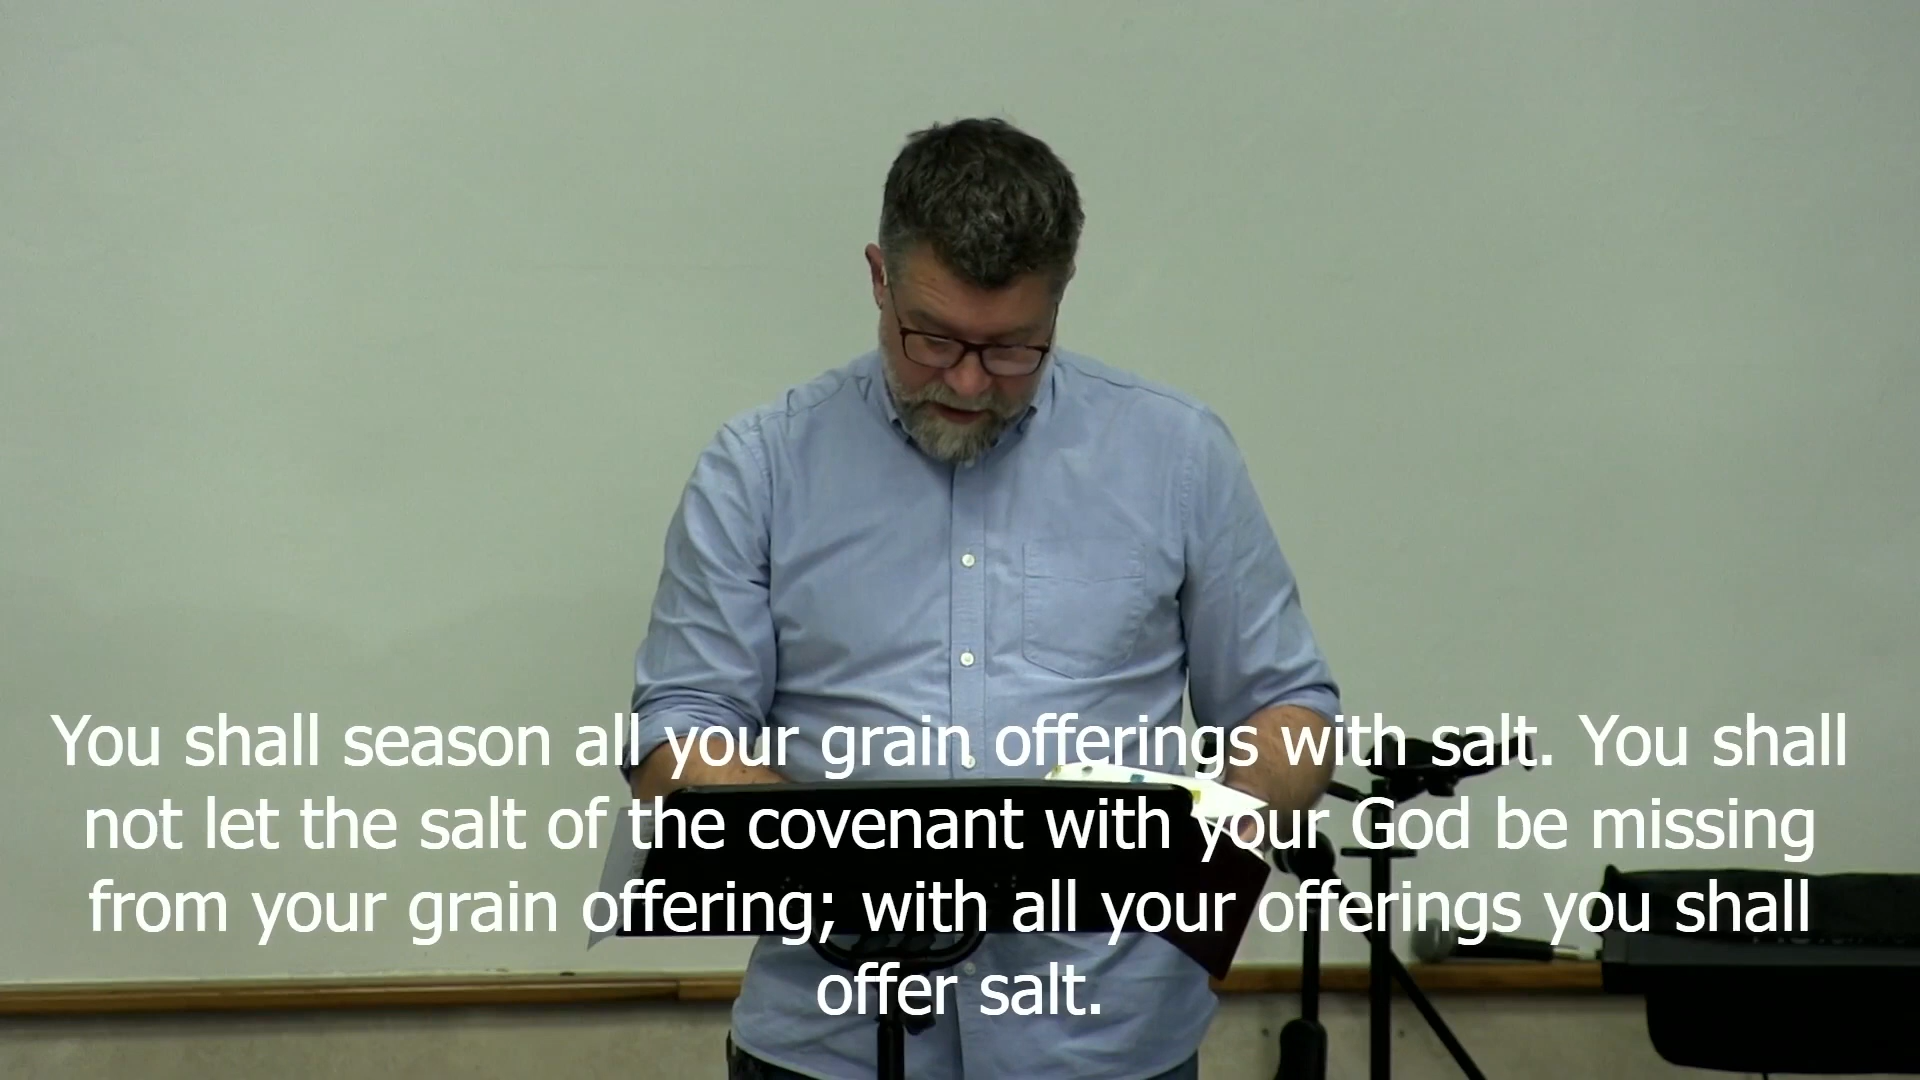 You shall season all your grain offerings with salt. You shall
not let the salt of the covenant with your God be missing
from your grain offering; with all your offerings you shall
offer salt.